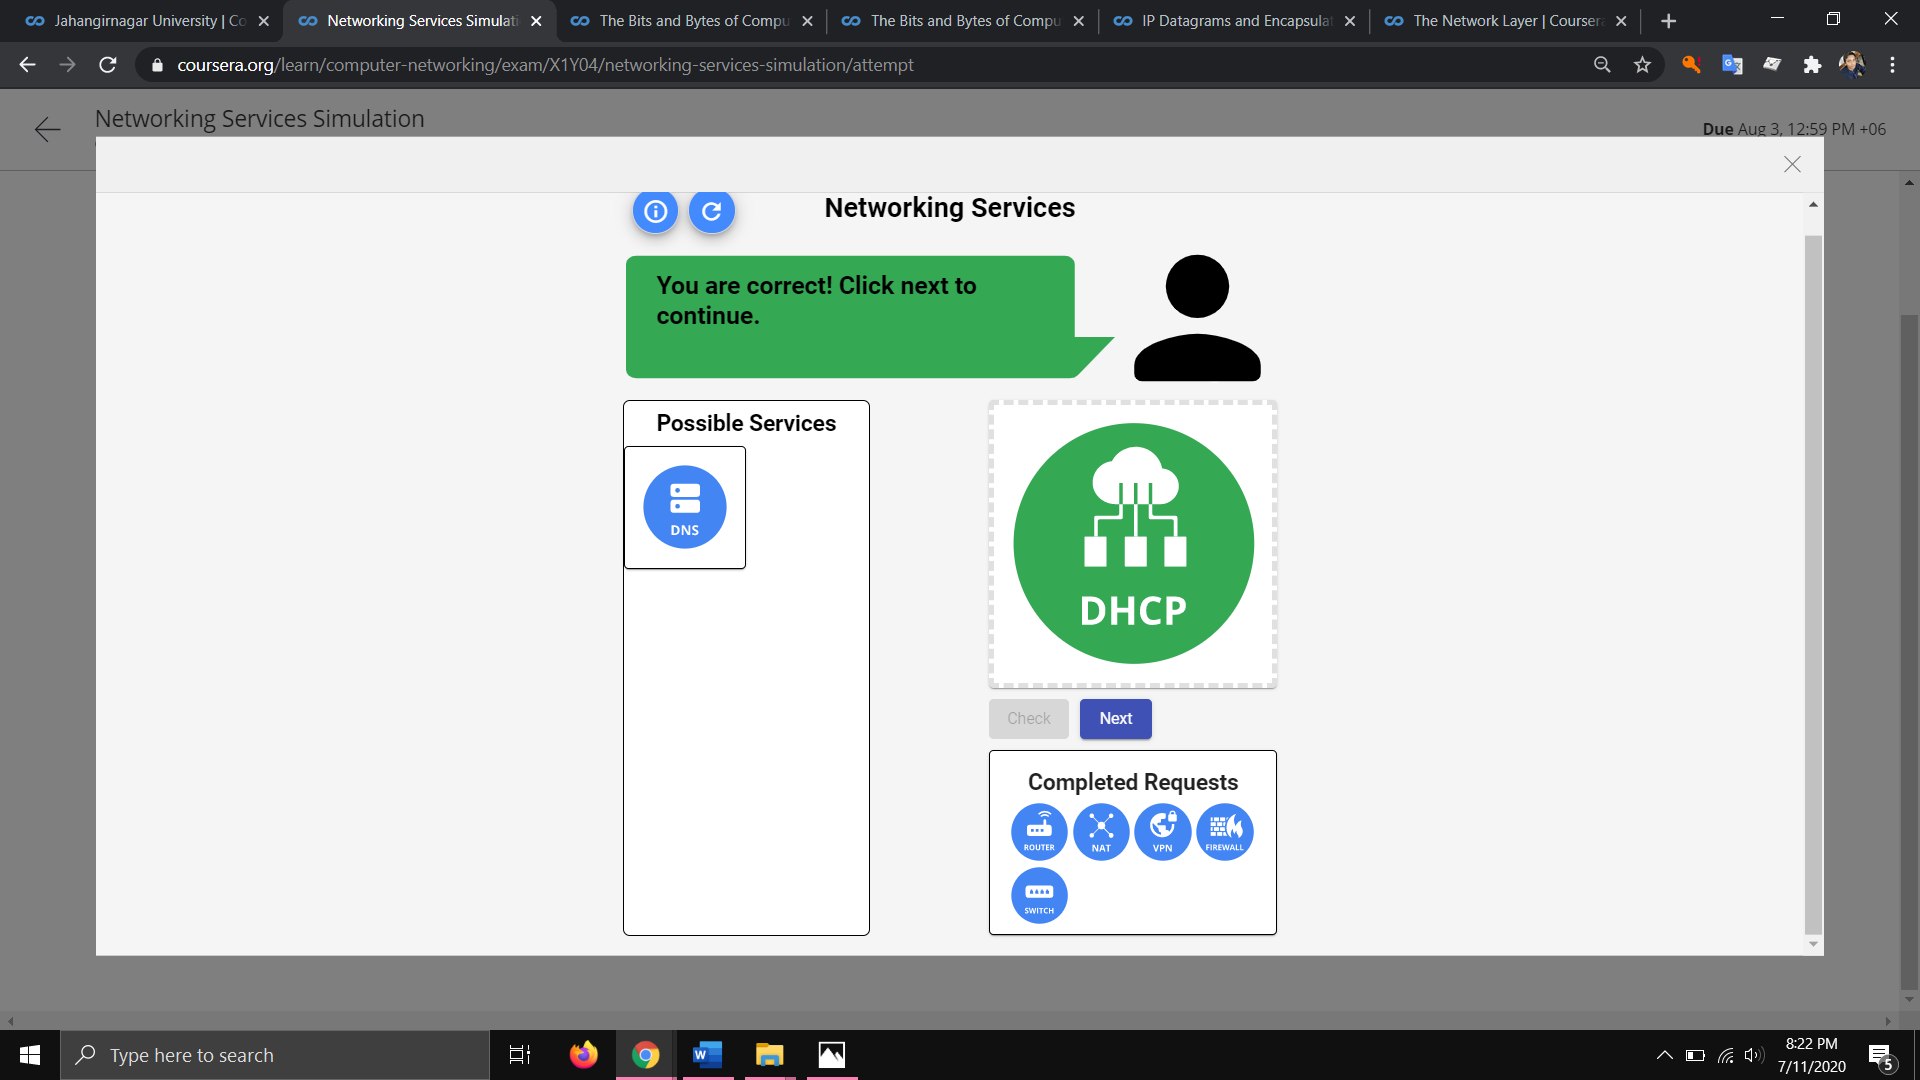 Jahangirnagar University | Co
Networking Services Simulati
The Bits and Bytes of Compu
The Bits and Bytes of Compu
IP Datagrams and Encapsulat
The Network Layer | Coursera
coursera.org/learn/computer-networking/exam/X1Y04/networking-services-simulation/attempt
Networking Services Simulation
Due Aug 3, 12:59 PM +06
Networking Services
You are correct! Click next to
continue.
Possible Services
DNS
DHCP
Check
Next
Completed Requests
ROUTER
NAT
VPN
FIREWALL
SWITCH
Type here to search
8:22 PM
7/11/2020
5